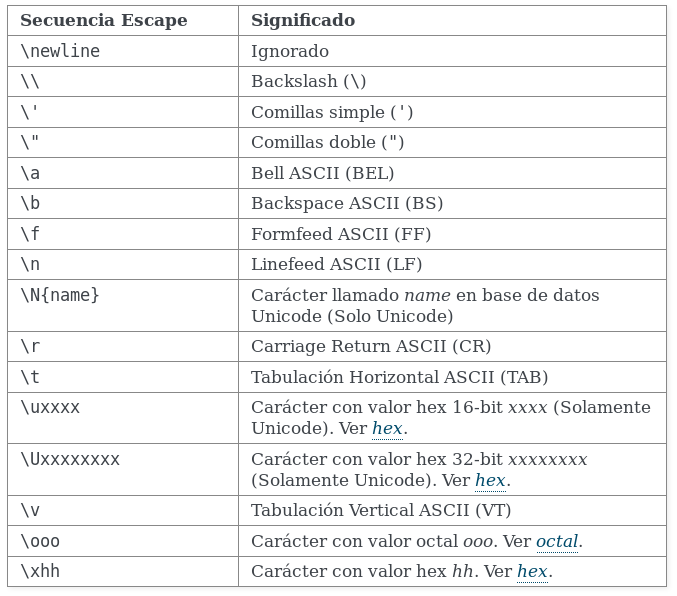 Secuencia Escape Significado
\newline Ignorado
\\ Backslash (\)
\' Comillas simple (')
\" Comillas doble (")
\a Bell ASCII (BEL)
\b Backspace ASCII (BS)
\f Formfeed ASCII (FF)
\n Linefeed ASCII (LF)
\N{name} Carácter llamado name en base de datos
Unicode (Solo Unicode)
\r Carriage Return ASCII (CR)
\t Tabulación Horizontal ASCII (TAB)
\uxxxx Carácter con valor hex 16-bit xxxx (Solamente
Unicode). Ver hex.
\Uxxxxxxxx Carácter con valor hex 32-bit xxxxxxxx
(Solamente Unicode). Ver hex.
\v Tabulación Vertical ASCII (VT)
\ooo Carácter con valor octal ooo. Ver octal.
\xhh Carácter con valor hex hh. Ver hex.